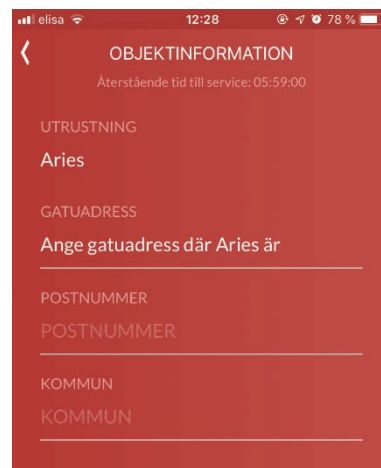 elisa 12:28 78 %
OBJEKTINFORMATION
Återstående tid till service: 05:59:00
UTRUSTNING
Aries
GATUADRESS
Ange gatuadress där Aries är
POSTNUMMER
POSTNUMMER
KOMMUN
KOMMUN